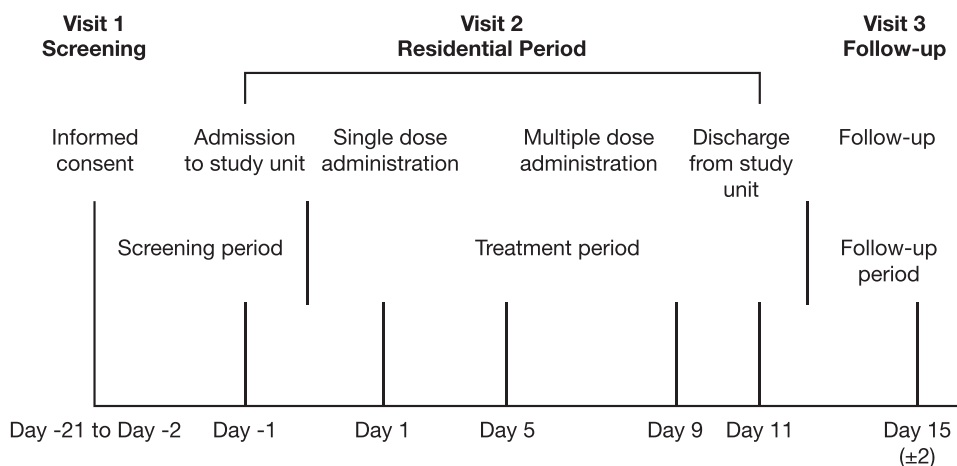 Visit 1
Screening
Visit 2
Residential Period
Visit 3
Follow-up
Informed
consent
Admission
to study unit
Single dose
administration
Multiple dose
administration
Discharge
from study
unit
Follow-up
Screening period
Treatment period
Follow-up
period
Day -21 to Day -2
Day -1
Day 1
Day 5
Day 9
Day 11
Day 15
(±2)